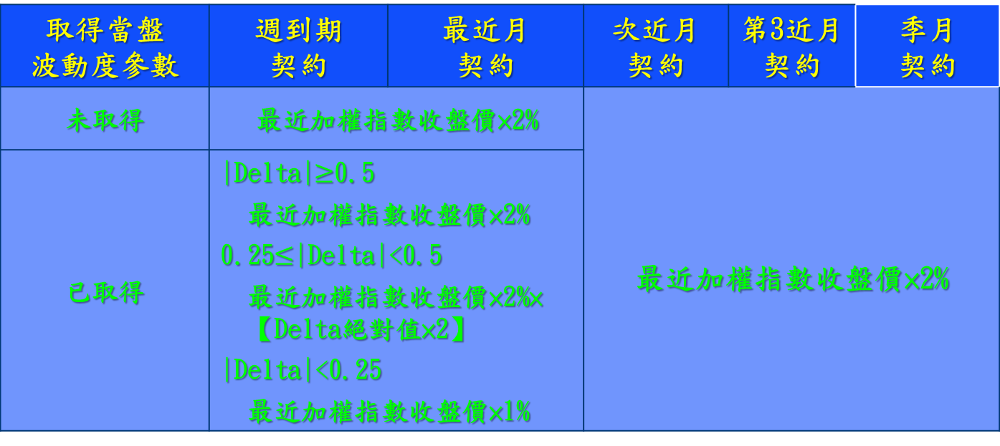 取得當盤
波動度參數
週到期
契約
最近月
契約
次近月
契約
第3近月
契約
季月
契約
未取得
最近加權指數收盤價×2%
已取得
|Delta|≥0.5
最近加權指數收盤價×2%
0.25≤|Delta|<0.5
最近加權指數收盤價×2%×
【Delta絕對值×2】
|Delta|<0.25
最近加權指數收盤價×1%
最近加權指數收盤價×2%